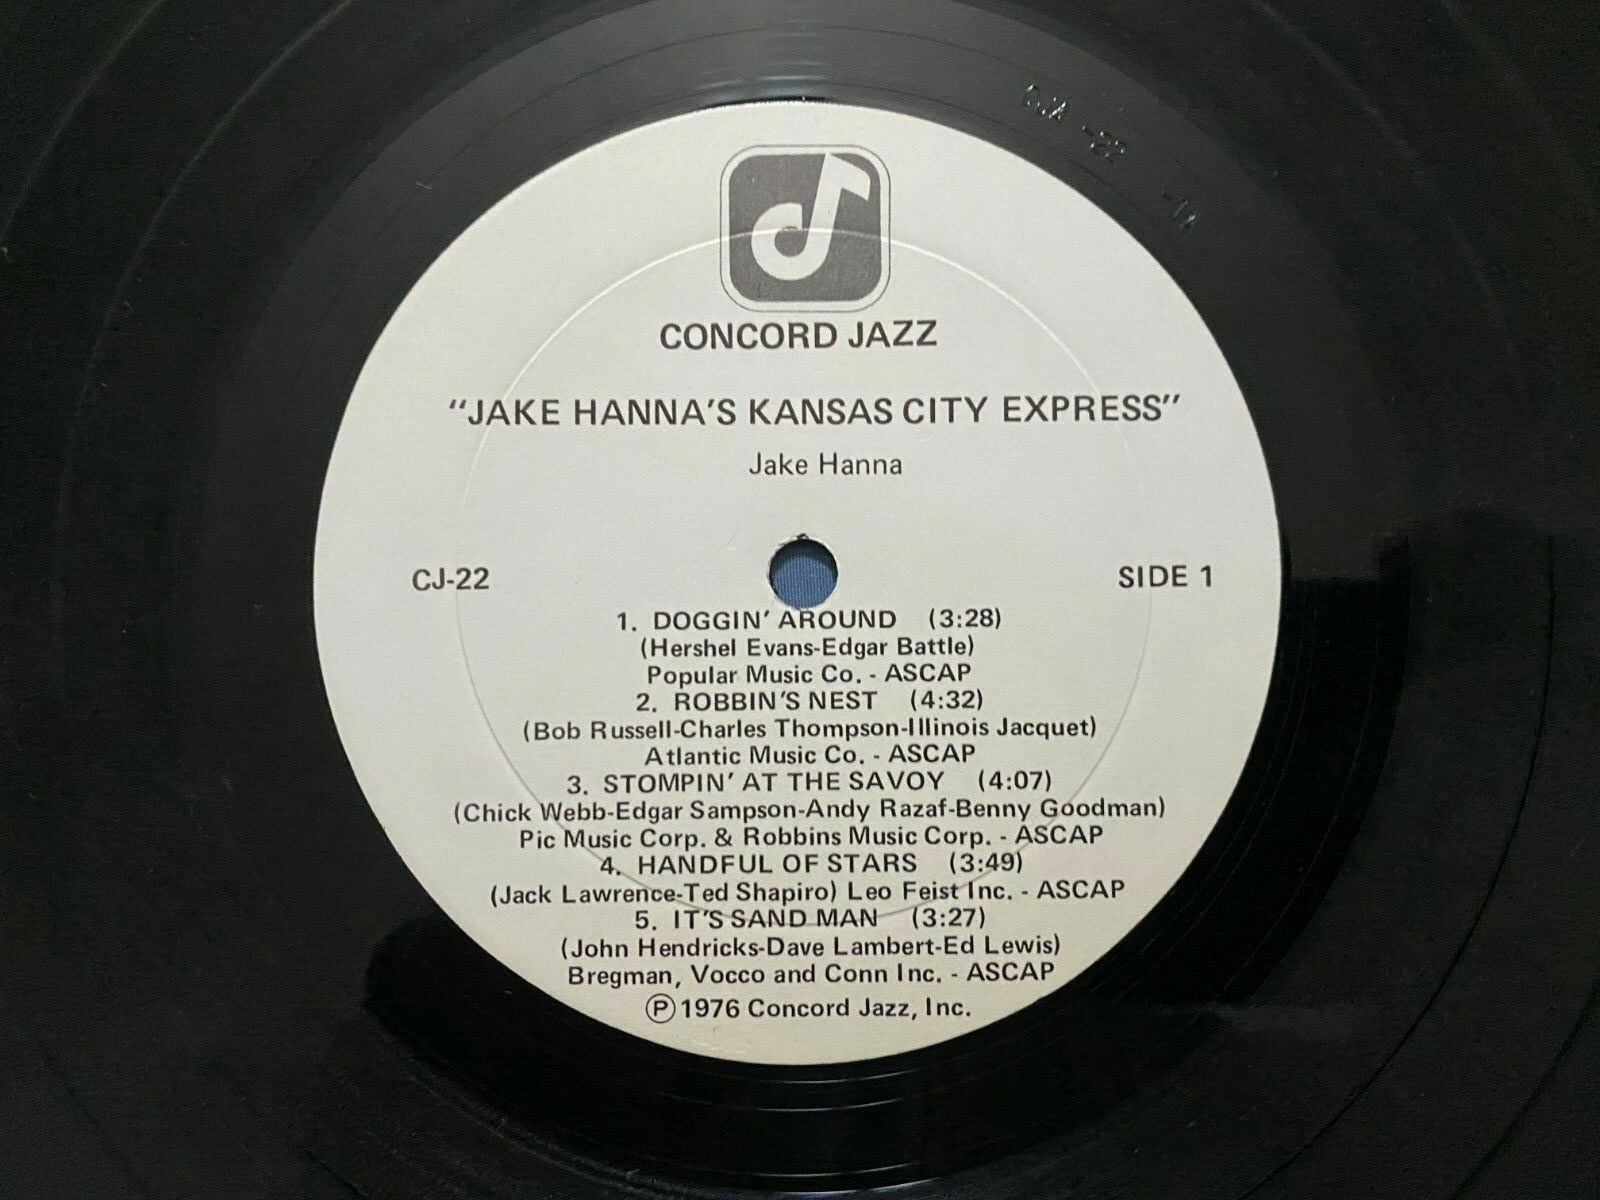 CJA -22 -1A
CONCORD JAZZ
"JAKE HANNA'S KANSAS CITY EXPRESS"
Jake Hanna
CJ-22
SIDE 1
1. DOGGIN' AROUND (3:28)
(Hershel Evans-Edgar Battle)
Popular Music Co. - ASCAP
2. ROBBIN'S NEST (4:32)
(Bob Russell-Charles Thompson-Illinois Jacquet)
Atlantic Music Co. - ASCAP
3. STOMPIN' AT THE SAVOY (4:07)
(Chick Webb-Edgar Sampson-Andy Razaf-Benny Goodman)
Pic Music Corp. & Robbins Music Corp. - ASCAP
4. HANDFUL OF STARS (3:49)
(Jack Lawrence-Ted Shapiro) Leo Feist Inc. - ASCAP
5. IT'S SAND MAN (3:27)
(John Hendricks-Dave Lambert-Ed Lewis)
Bregman, Vocco and Conn Inc. - ASCAP
℗ 1976 Concord Jazz, Inc.